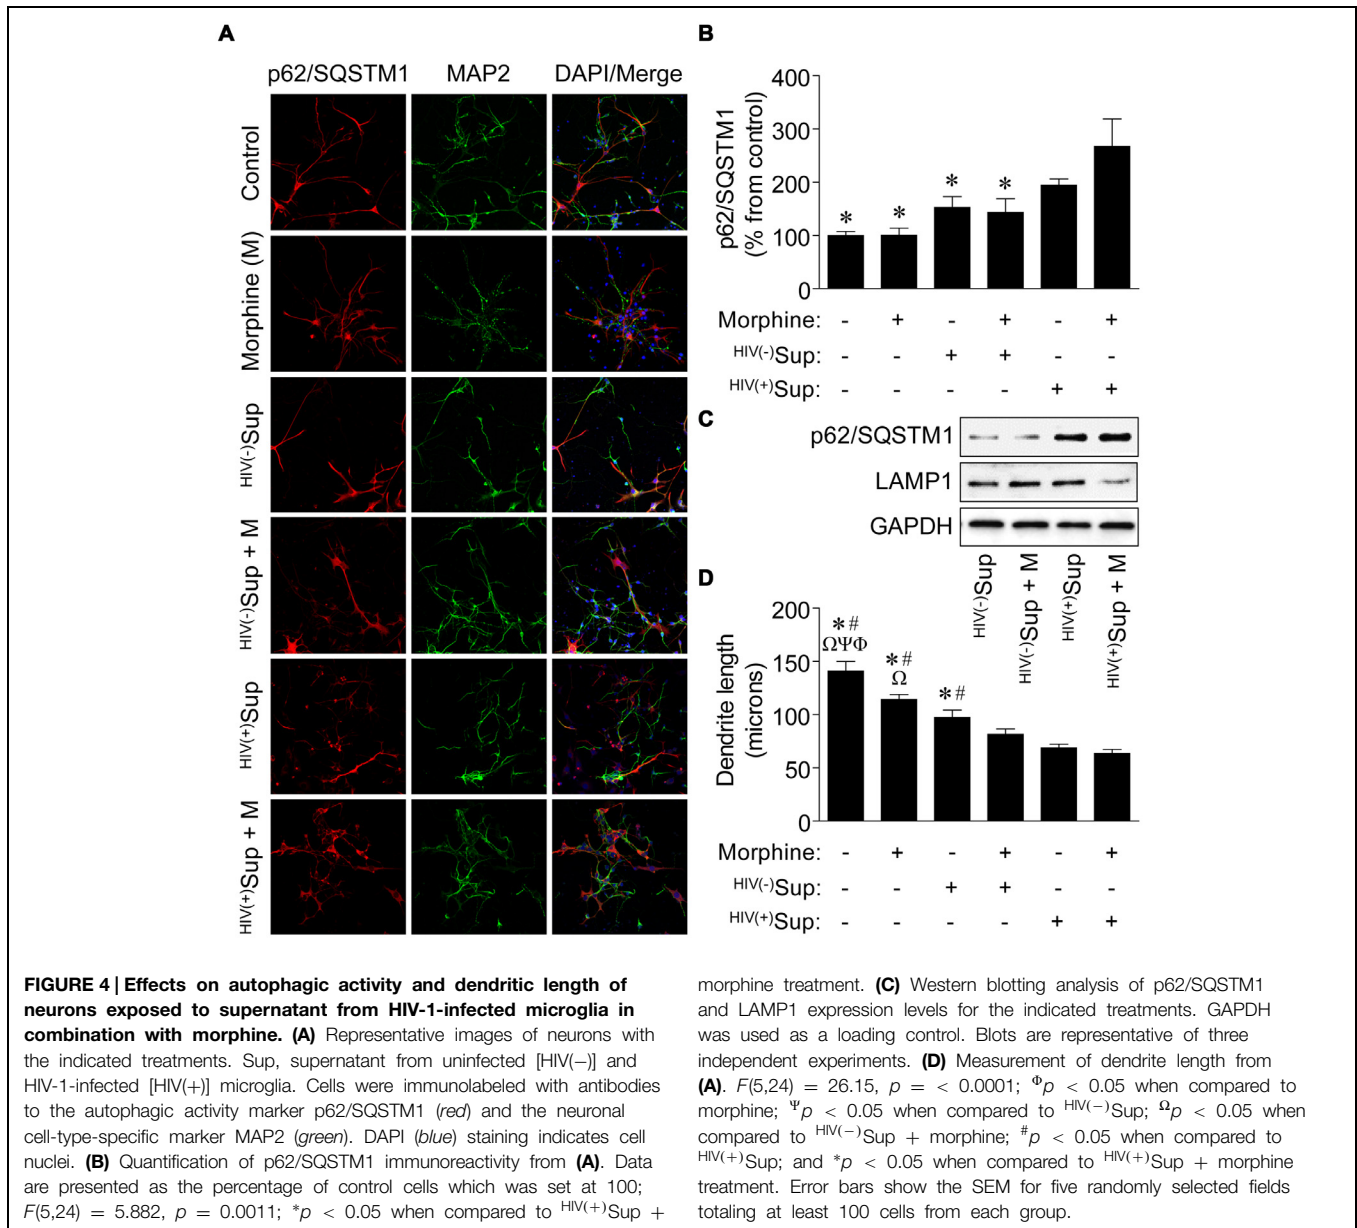 A
p62/SQSTM1 MAP2 DAPI/Merge
Control
Morphine (M)
HIV(-)Sup
HIV(-)Sup + M
HIV(+)Sup
HIV(+)Sup + M
B
p62/SQSTM1
(% from control)
400
300
200
100
0
* * * *
Morphine: - + - + - +
HIV(-)Sup: - - + + - -
HIV(+)Sup: - - - - + +
C
p62/SQSTM1
LAMP1
GAPDH
HIV(-)Sup
HIV(-)Sup + M
HIV(+)Sup
HIV(+)Sup + M
D
Dendrite length
(microns)
200
150
100
50
0
*#
ΩΨΦ
*#
Ω
*#
Morphine: - + - + - +
HIV(-)Sup: - - + + - -
HIV(+)Sup: - - - - + +
FIGURE 4 | Effects on autophagic activity and dendritic length of
neurons exposed to supernatant from HIV-1-infected microglia in
combination with morphine. (A) Representative images of neurons with
the indicated treatments. Sup, supernatant from uninfected [HIV(−)] and
HIV-1-infected [HIV(+)] microglia. Cells were immunolabeled with antibodies
to the autophagic activity marker p62/SQSTM1 (red) and the neuronal
cell-type-specific marker MAP2 (green). DAPI (blue) staining indicates cell
nuclei. (B) Quantification of p62/SQSTM1 immunoreactivity from (A). Data
are presented as the percentage of control cells which was set at 100;
F(5,24) = 5.882, p = 0.0011; *p < 0.05 when compared to HIV(+)Sup +
morphine treatment. (C) Western blotting analysis of p62/SQSTM1
and LAMP1 expression levels for the indicated treatments. GAPDH
was used as a loading control. Blots are representative of three
independent experiments. (D) Measurement of dendrite length from
(A). F(5,24) = 26.15, p = < 0.0001; Φp < 0.05 when compared to
morphine; Ψp < 0.05 when compared to HIV(−)Sup; Ωp < 0.05 when
compared to HIV(−)Sup + morphine; #p < 0.05 when compared to
HIV(+)Sup; and *p < 0.05 when compared to HIV(+)Sup + morphine
treatment. Error bars show the SEM for five randomly selected fields
totaling at least 100 cells from each group.